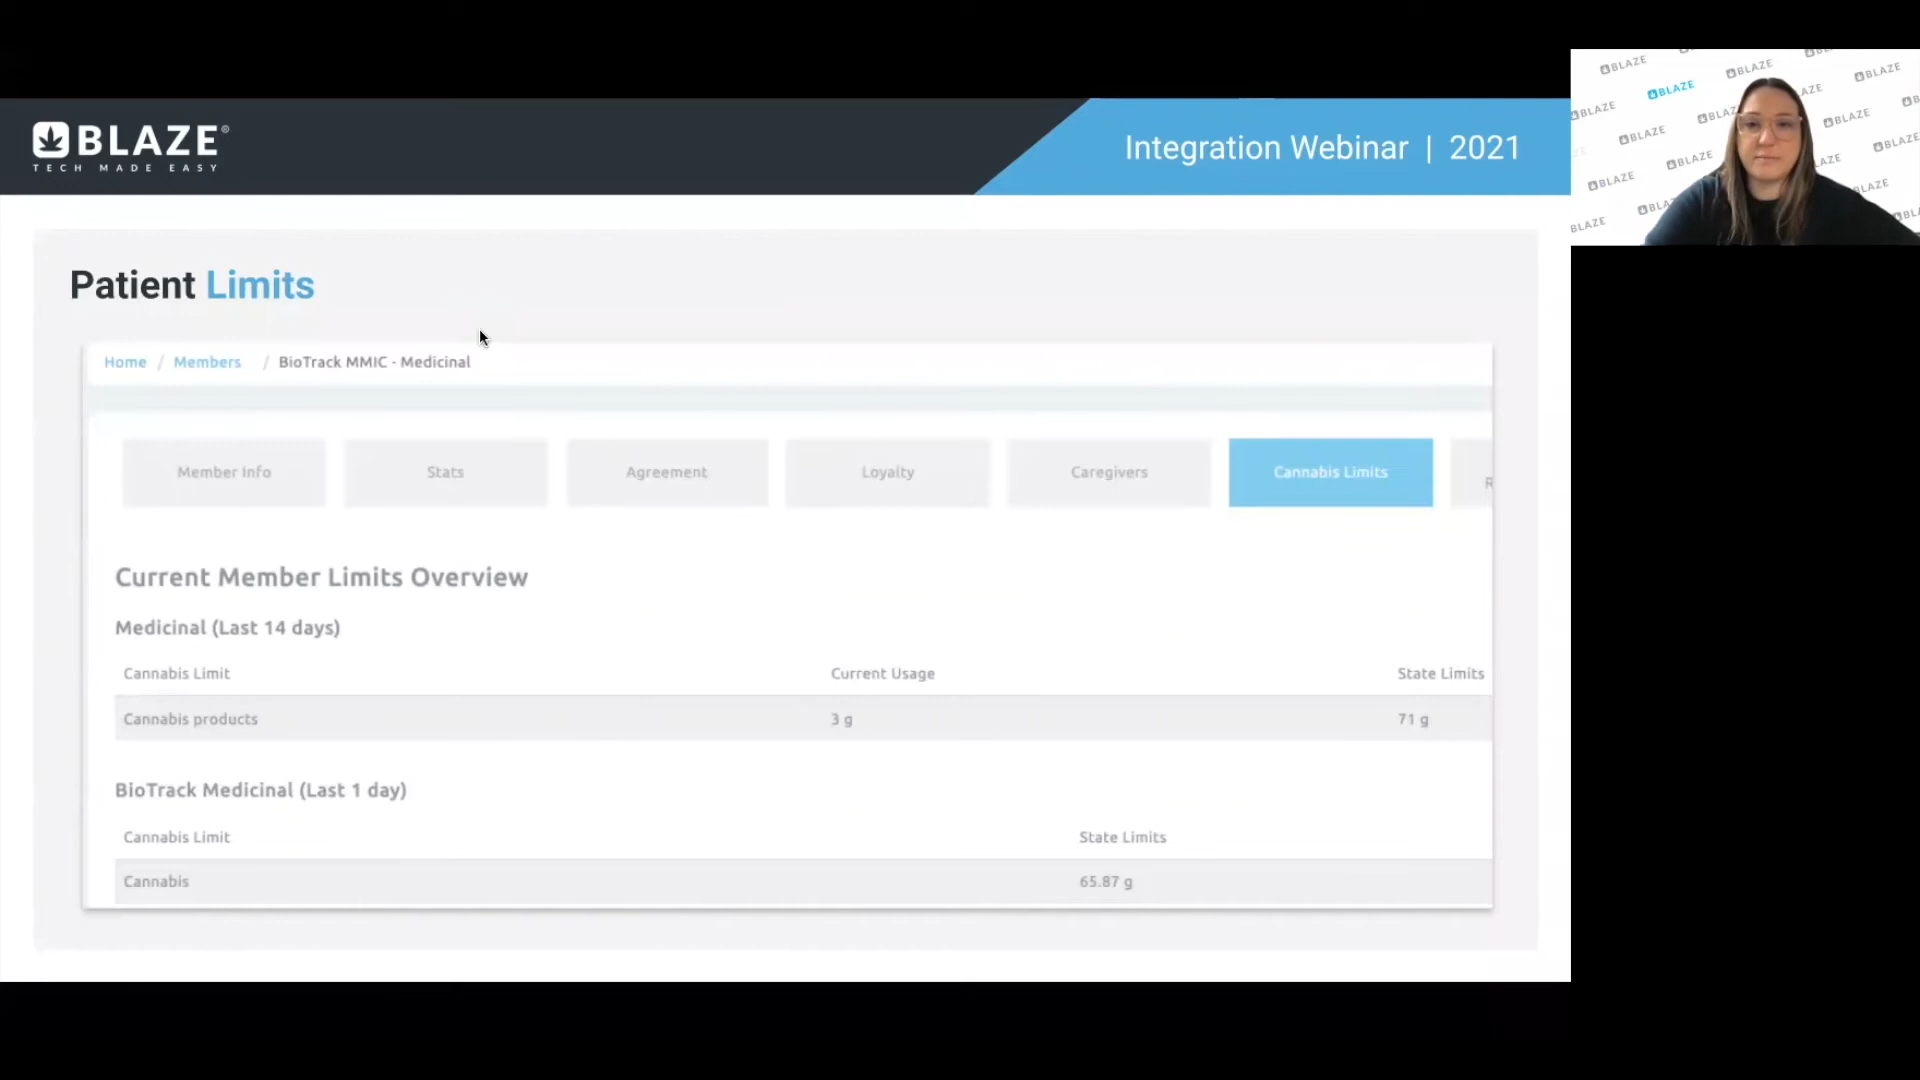 BLAZE®
TECH MADE EASY
Integration Webinar | 2021
BLAZE
Patient Limits
Home / Members / BioTrack MMIC - Medicinal
Member Info
Stats
Agreement
Loyalty
Caregivers
Cannabis Limits
Current Member Limits Overview
Medicinal (Last 14 days)
Cannabis Limit Current Usage State Limits
Cannabis products 3 g 71 g
BioTrack Medicinal (Last 1 day)
Cannabis Limit State Limits
Cannabis 65.87 g